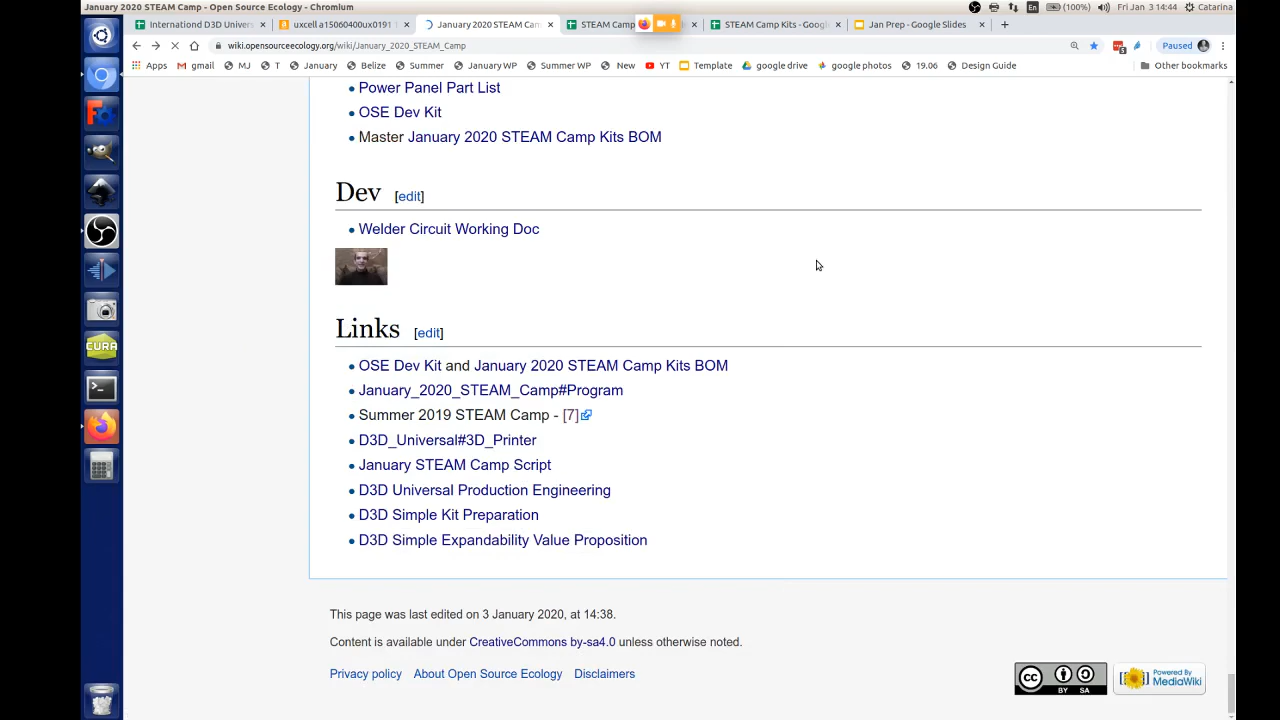 January 2020 STEAM Camp - Open Source Ecology - Chromium
En (100%) Fri Jan 3 14:44 Catarina
Internationd D3D Univer
uxcell a15060400ux0191
January 2020 STEAM Cam
STEAM Camp
STEAM Camp Kits - Goog
Jan Prep - Google Slides
wiki.opensourceecology.org/wiki/January_2020_STEAM_Camp
Paused
Apps gmail MJ T January Belize Summer January WP Summer WP New YT Template google drive google photos 19.06 Design Guide Other bookmarks
Power Panel Part List
OSE Dev Kit
Master January 2020 STEAM Camp Kits BOM
Dev [edit]
Welder Circuit Working Doc
Links [edit]
OSE Dev Kit and January 2020 STEAM Camp Kits BOM
January_2020_STEAM_Camp#Program
Summer 2019 STEAM Camp - [7]
D3D_Universal#3D_Printer
January STEAM Camp Script
D3D Universal Production Engineering
D3D Simple Kit Preparation
D3D Simple Expandability Value Proposition
This page was last edited on 3 January 2020, at 14:38.
Content is available under CreativeCommons by-sa4.0 unless otherwise noted.
Privacy policy About Open Source Ecology Disclaimers
CC BY SA
Powered By MediaWiki
CURA